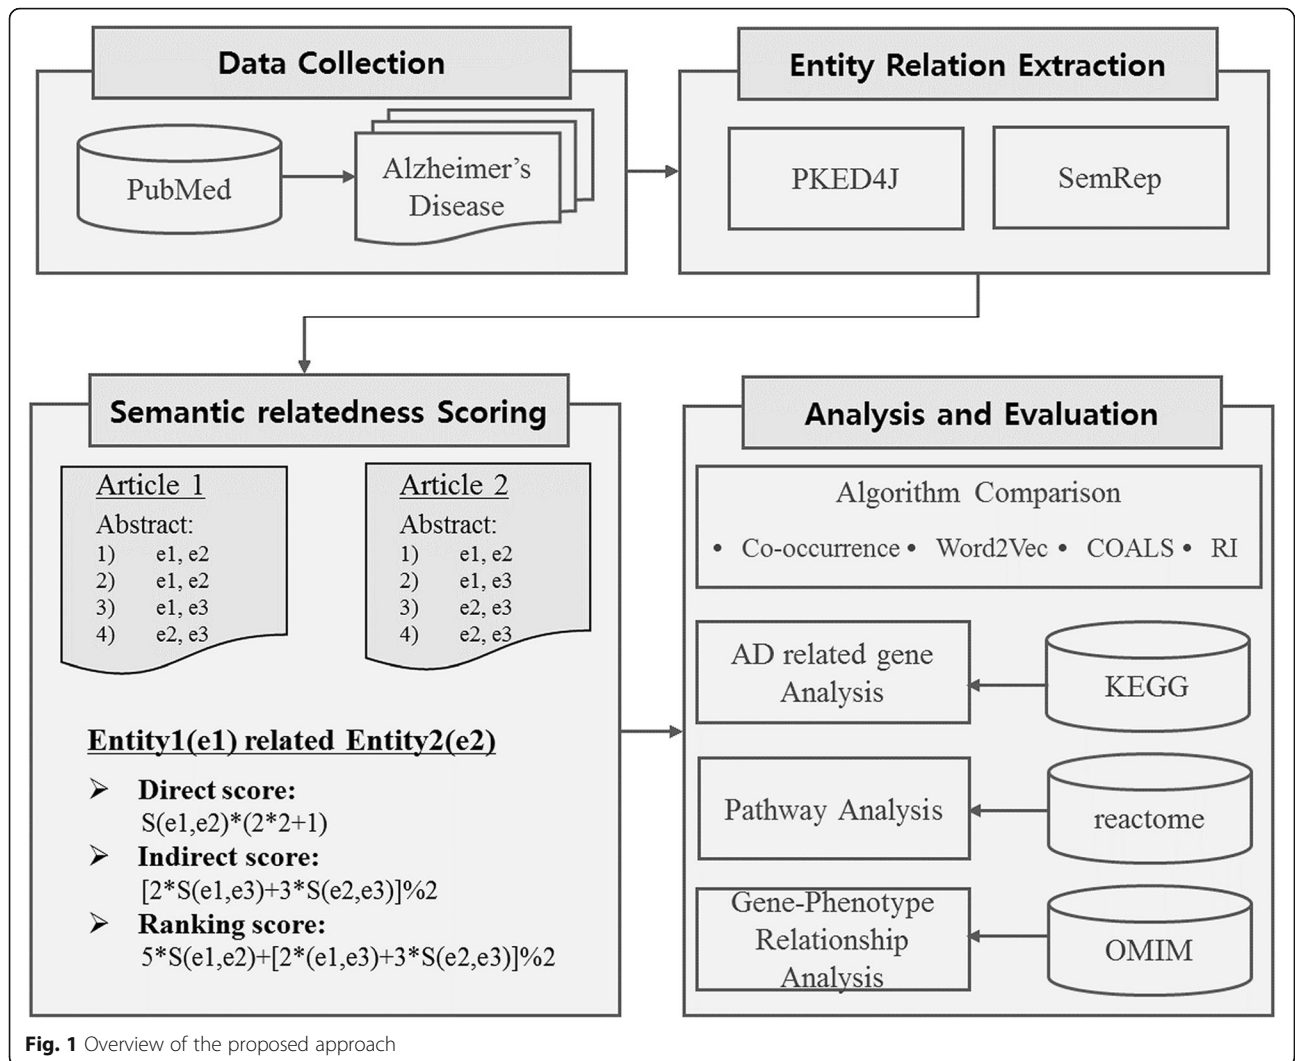 Data Collection
PubMed
Alzheimer's
Disease
Entity Relation Extraction
PKED4J
SemRep
Semantic relatedness Scoring
Article 1
Abstract:
1) e1, e2
2) e1, e2
3) e1, e3
4) e2, e3
Article 2
Abstract:
1) e1, e2
2) e1, e3
3) e2, e3
4) e2, e3
Entity1(e1) related Entity2(e2)
➢ Direct score:
S(e1,e2)*(2*2+1)
➢ Indirect score:
[2*S(e1,e3)+3*S(e2,e3)]%2
➢ Ranking score:
5*S(e1,e2)+[2*(e1,e3)+3*S(e2,e3)]%2
Analysis and Evaluation
Algorithm Comparison
• Co-occurrence • Word2Vec • COALS • RI
AD related gene
Analysis
KEGG
Pathway Analysis
reactome
Gene-Phenotype
Relationship
Analysis
OMIM
Fig. 1 Overview of the proposed approach